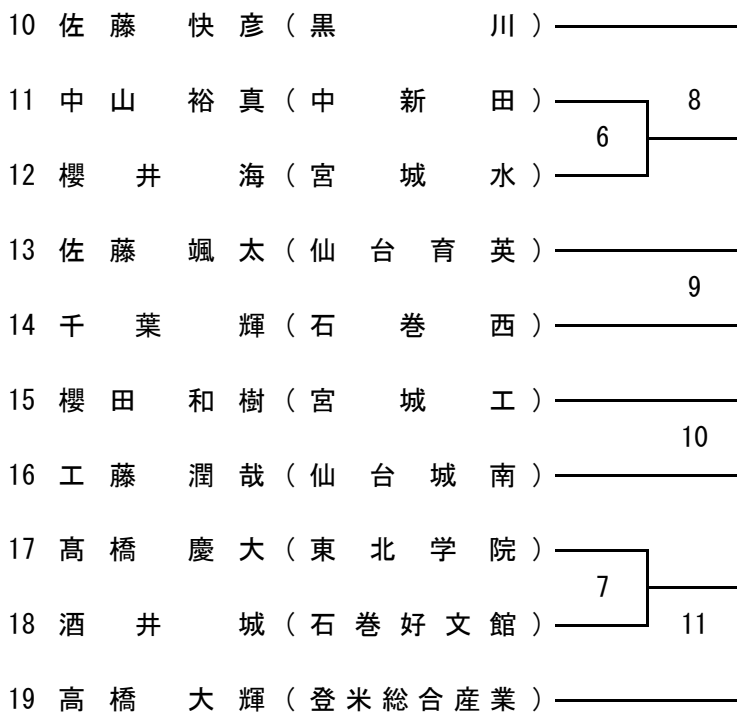 10 佐藤 快彦(黒川)
11 中山 裕真(中新田)
8
6
12 櫻井 海(宮城水)
13 佐藤 颯太(仙台育英)
9
14 千葉 輝(石巻西)
15 櫻田 和樹(宮城工)
10
16 工藤 潤哉(仙台城南)
17 髙橋 慶大(東北学院)
7
18 酒井 城(石巻好文館)
11
19 高橋 大輝(登米総合産業)